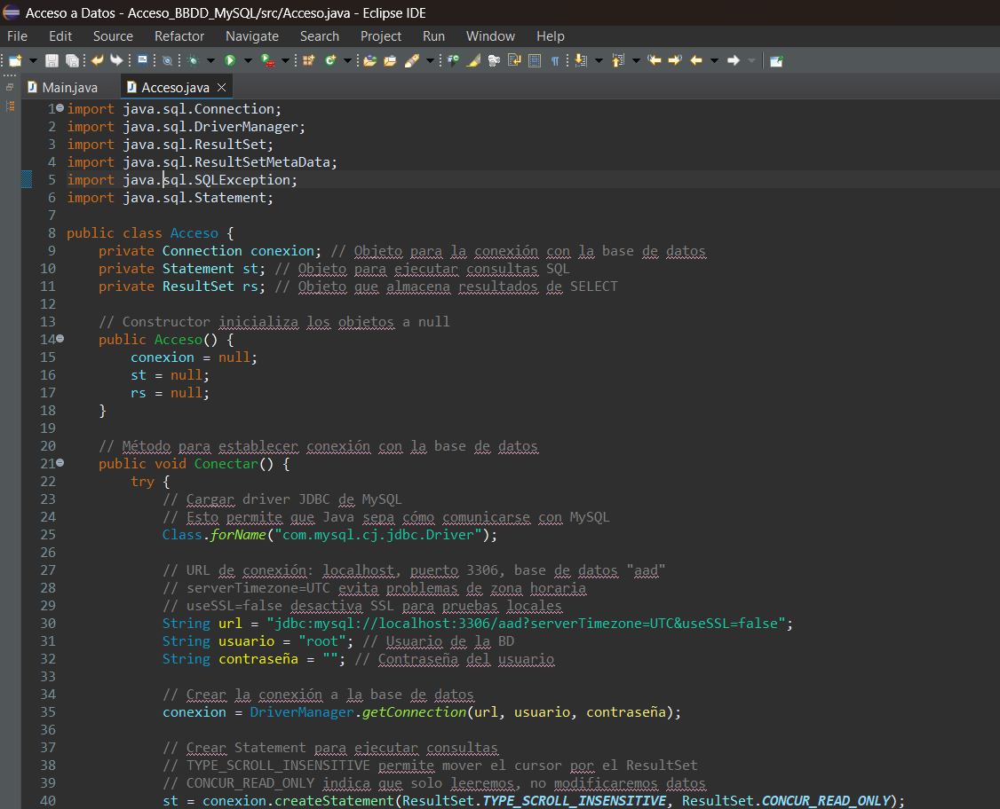 Acceso a Datos - Acceso_BBDD_MySQL/src/Acceso.java - Eclipse IDE
File Edit Source Refactor Navigate Search Project Run Window Help
Main.java Acceso.java
1 import java.sql.Connection;
2 import java.sql.DriverManager;
3 import java.sql.ResultSet;
4 import java.sql.ResultSetMetaData;
5 import java.sql.SQLException;
6 import java.sql.Statement;
7
8 public class Acceso {
9     private Connection conexion; // Objeto para la conexión con la base de datos
10     private Statement st; // Objeto para ejecutar consultas SQL
11     private ResultSet rs; // Objeto que almacena resultados de SELECT
12
13     // Constructor inicializa los objetos a null
14     public Acceso() {
15         conexion = null;
16         st = null;
17         rs = null;
18     }
19
20     // Método para establecer conexión con la base de datos
21     public void Conectar() {
22         try {
23             // Cargar driver JDBC de MySQL
24             // Esto permite que Java sepa cómo comunicarse con MySQL
25             Class.forName("com.mysql.cj.jdbc.Driver");
26
27             // URL de conexión: localhost, puerto 3306, base de datos "aad"
28             // serverTimezone=UTC evita problemas de zona horaria
29             // useSSL=false desactiva SSL para pruebas locales
30             String url = "jdbc:mysql://localhost:3306/aad?serverTimezone=UTC&useSSL=false";
31             String usuario = "root"; // Usuario de la BD
32             String contraseña = ""; // Contraseña del usuario
33
34             // Crear la conexión a la base de datos
35             conexion = DriverManager.getConnection(url, usuario, contraseña);
36
37             // Crear Statement para ejecutar consultas
38             // TYPE_SCROLL_INSENSITIVE permite mover el cursor por el ResultSet
39             // CONCUR_READ_ONLY indica que solo leeremos, no modificaremos datos
40             st = conexion.createStatement(ResultSet.TYPE_SCROLL_INSENSITIVE, ResultSet.CONCUR_READ_ONLY);